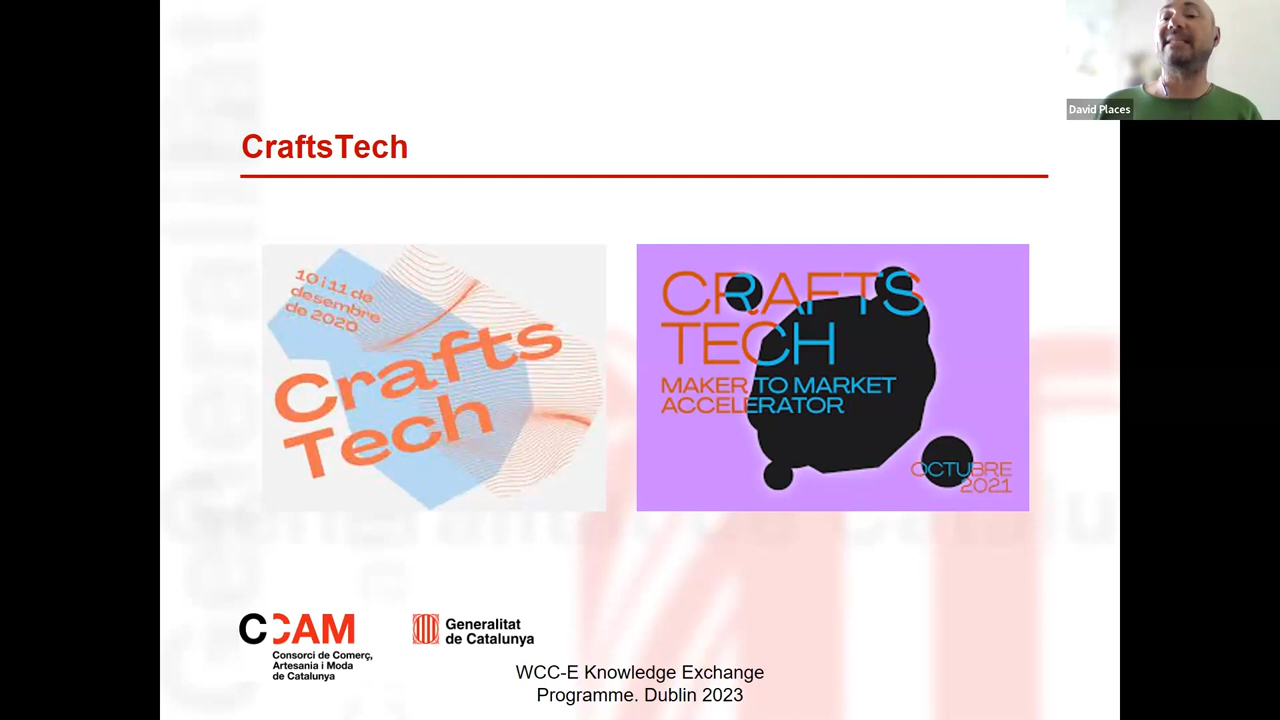 David Places
CraftsTech
10 i 11 de
desembre
de 2020
Crafts
Tech
CRAFTS
TECH
MAKER TO MARKET
ACCELERATOR
OCTUBRE
2021
CCAM
Consorci de Comerç,
Artesania i Moda
de Catalunya
Generalitat
de Catalunya
WCC-E Knowledge Exchange
Programme. Dublin 2023